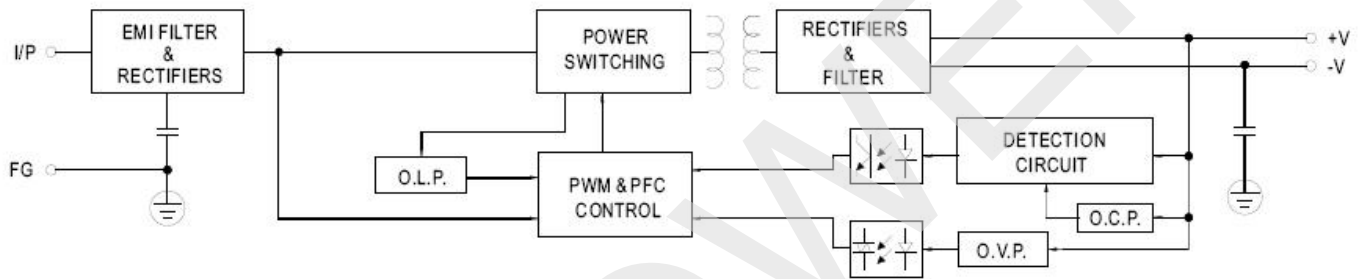 I/P
EMI FILTER
&
RECTIFIERS
POWER
SWITCHING
RECTIFIERS
&
FILTER
+V
-V
FG
O.L.P.
PWM & PFC
CONTROL
DETECTION
CIRCUIT
O.C.P.
O.V.P.